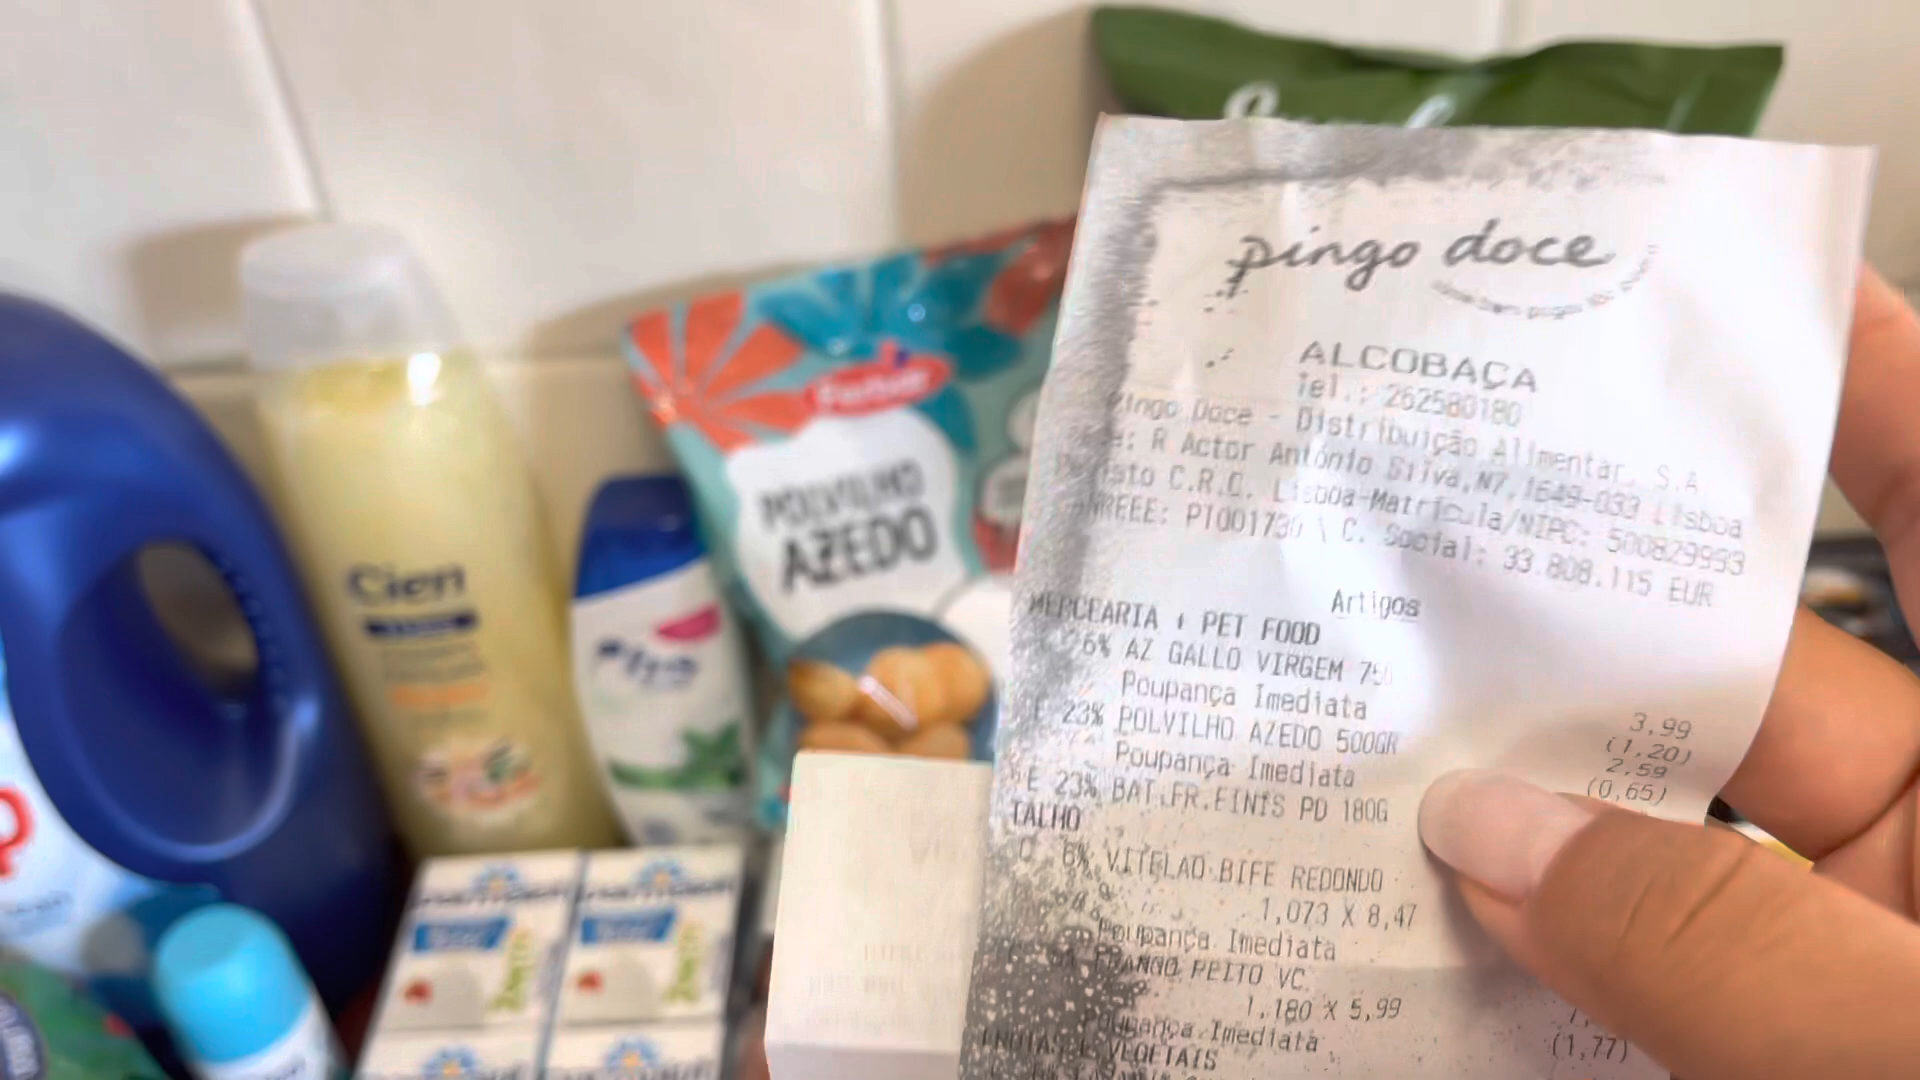 pingo doce
ALCOBAÇA
Tel.: 262580180
Pingo Doce - Distribuição Alimentar, S.A
R Actor António Silva,N7,1649-033 Lisboa
C.R.C. Lisboa-Matrícula/NIPC: 500829993
PT001730 \ C. Social: 33.808.115 EUR
Artigos
MERCEARIA + PET FOOD
6% AZ GALLO VIRGEM 750
3,99
Poupança Imediata
(1,20)
E 23% POLVILHO AZEDO 500GR
2,59
Poupança Imediata
(0,65)
E 23% BAT.FR.FINIS PD 180G
TALHO
C 6% VITELAO BIFE REDONDO
1,073 X 8,47
Poupança Imediata
FRANGO PEITO VC
1,180 X 5,99
Poupança Imediata
(1,77)
VEGETAIS
POLVILHO
AZEDO
Cien